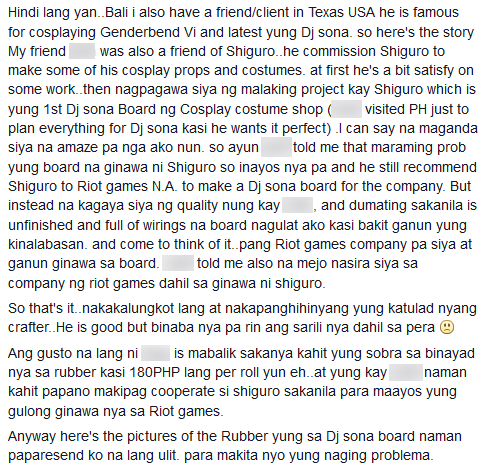 Hindi lang yan..Bali i also have a friend/client in Texas USA he is famous
for cosplaying Genderbend Vi and latest yung Dj sona. so here's the story
My friend was also a friend of Shiguro..he commission Shiguro to
make some of his cosplay props and costumes. at first he's a bit satisfy on
some work..then nagpagawa siya ng malaking project kay Shiguro which is
yung 1st Dj sona Board ng Cosplay costume shop ( visited PH just to
plan everything for Dj sona kasi he wants it perfect) .I can say na maganda
siya na amaze pa nga ako nun. so ayun told me that maraming prob
yung board na ginawa ni Shiguro so inayos nya pa and he still recommend
Shiguro to Riot games N.A. to make a Dj sona board for the company. But
instead na kagaya siya ng quality nung kay , and dumating sakanila is
unfinished and full of wirings na board nagulat ako kasi bakit ganun yung
kinalabasan. and come to think of it..pang Riot games company pa siya at
ganun ginawa sa board. told me also na mejo nasira siya sa
company ng riot games dahil sa ginawa ni shiguro.
So that's it..nakakalungkot lang at nakapanghihinyang yung katulad nyang
crafter..He is good but binaba nya pa rin ang sarili nya dahil sa pera
Ang gusto na lang ni is mabalik sakanya kahit yung sobra sa binayad
nya sa rubber kasi 180PHP lang per roll yun eh..at yung kay naman
kahit papano makipag cooperate si shiguro sakanila para maayos yung
gulong ginawa nya sa Riot games.
Anyway here's the pictures of the Rubber yung sa Dj sona board naman
paparesend ko na lang ulit. para makita nyo yung naging problema.